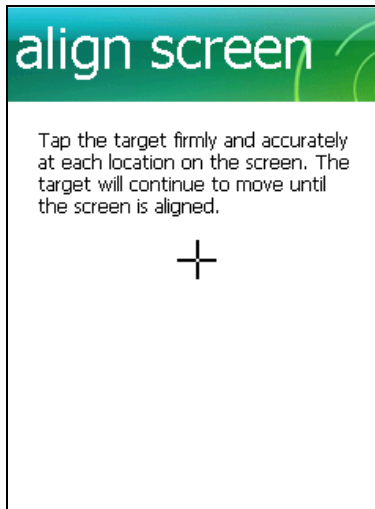 align screen
Tap the target firmly and accurately
at each location on the screen. The
target will continue to move until
the screen is aligned.